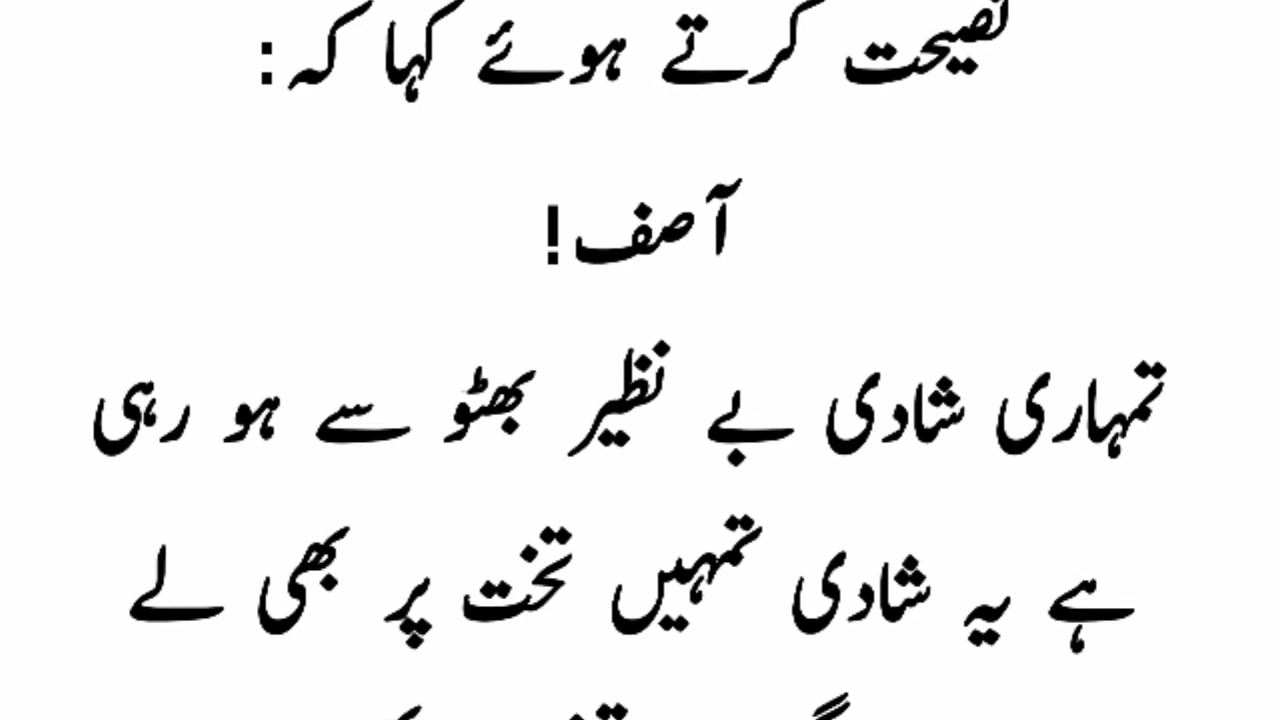 نصیحت کرتے ہوئے کہا کہ:
آصف!
تمہاری شادی بے نظیر بھٹو سے ہو رہی
ہے یہ شادی تمہیں تخت پر بھی لے